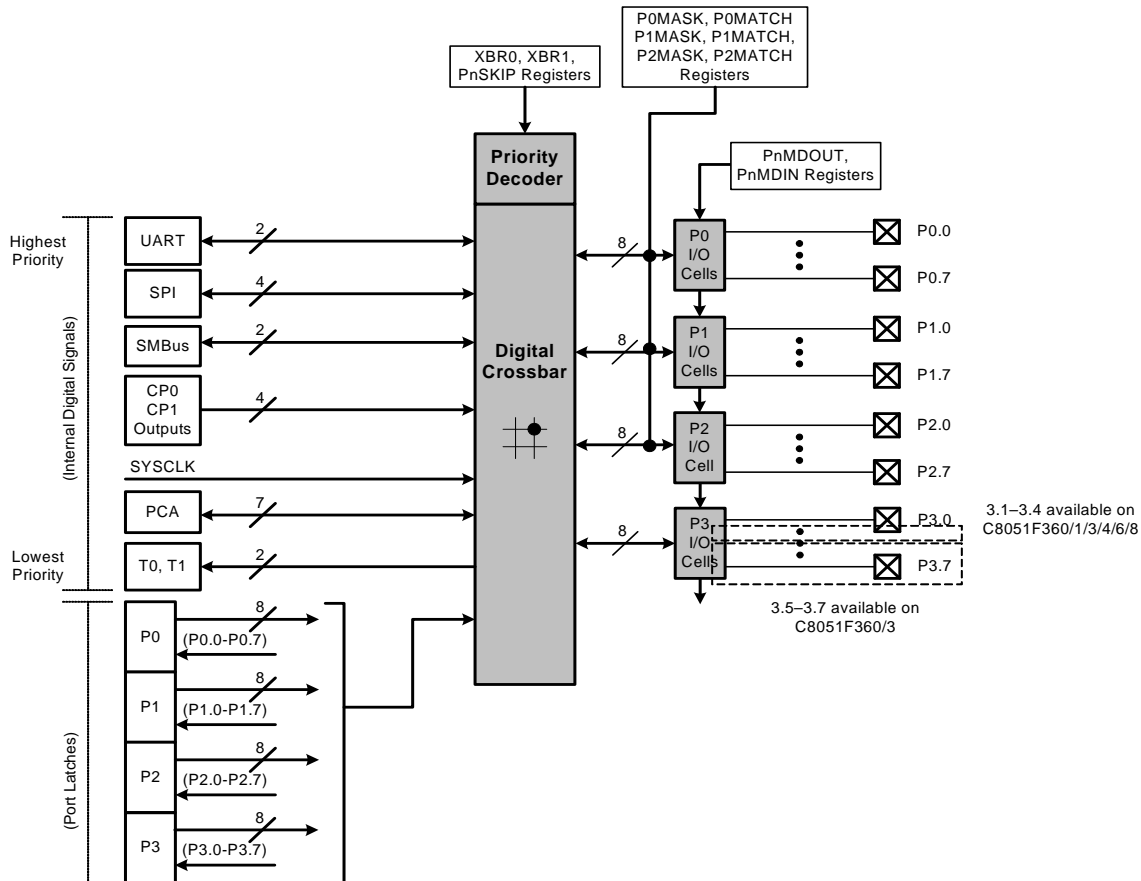 P0MASK, P0MATCH
P1MASK, P1MATCH,
P2MASK, P2MATCH
Registers
XBR0, XBR1,
PnSKIP Registers
PnMDOUT,
PnMDIN Registers
Priority
Decoder
Digital
Crossbar
Highest
Priority
(Internal Digital Signals)
Lowest
Priority
(Port Latches)
UART
2
SPI
4
SMBus
2
CP0
CP1
Outputs
4
SYSCLK
PCA
7
T0, T1
2
P0
8
(P0.0-P0.7)
P1
8
(P1.0-P1.7)
P2
8
(P2.0-P2.7)
P3
8
(P3.0-P3.7)
8
P0
I/O
Cells
P0.0
P0.7
8
P1
I/O
Cells
P1.0
P1.7
8
P2
I/O
Cell
P2.0
P2.7
8
P3
I/O
Cells
P3.0
P3.7
3.1–3.4 available on
C8051F360/1/3/4/6/8
3.5–3.7 available on
C8051F360/3